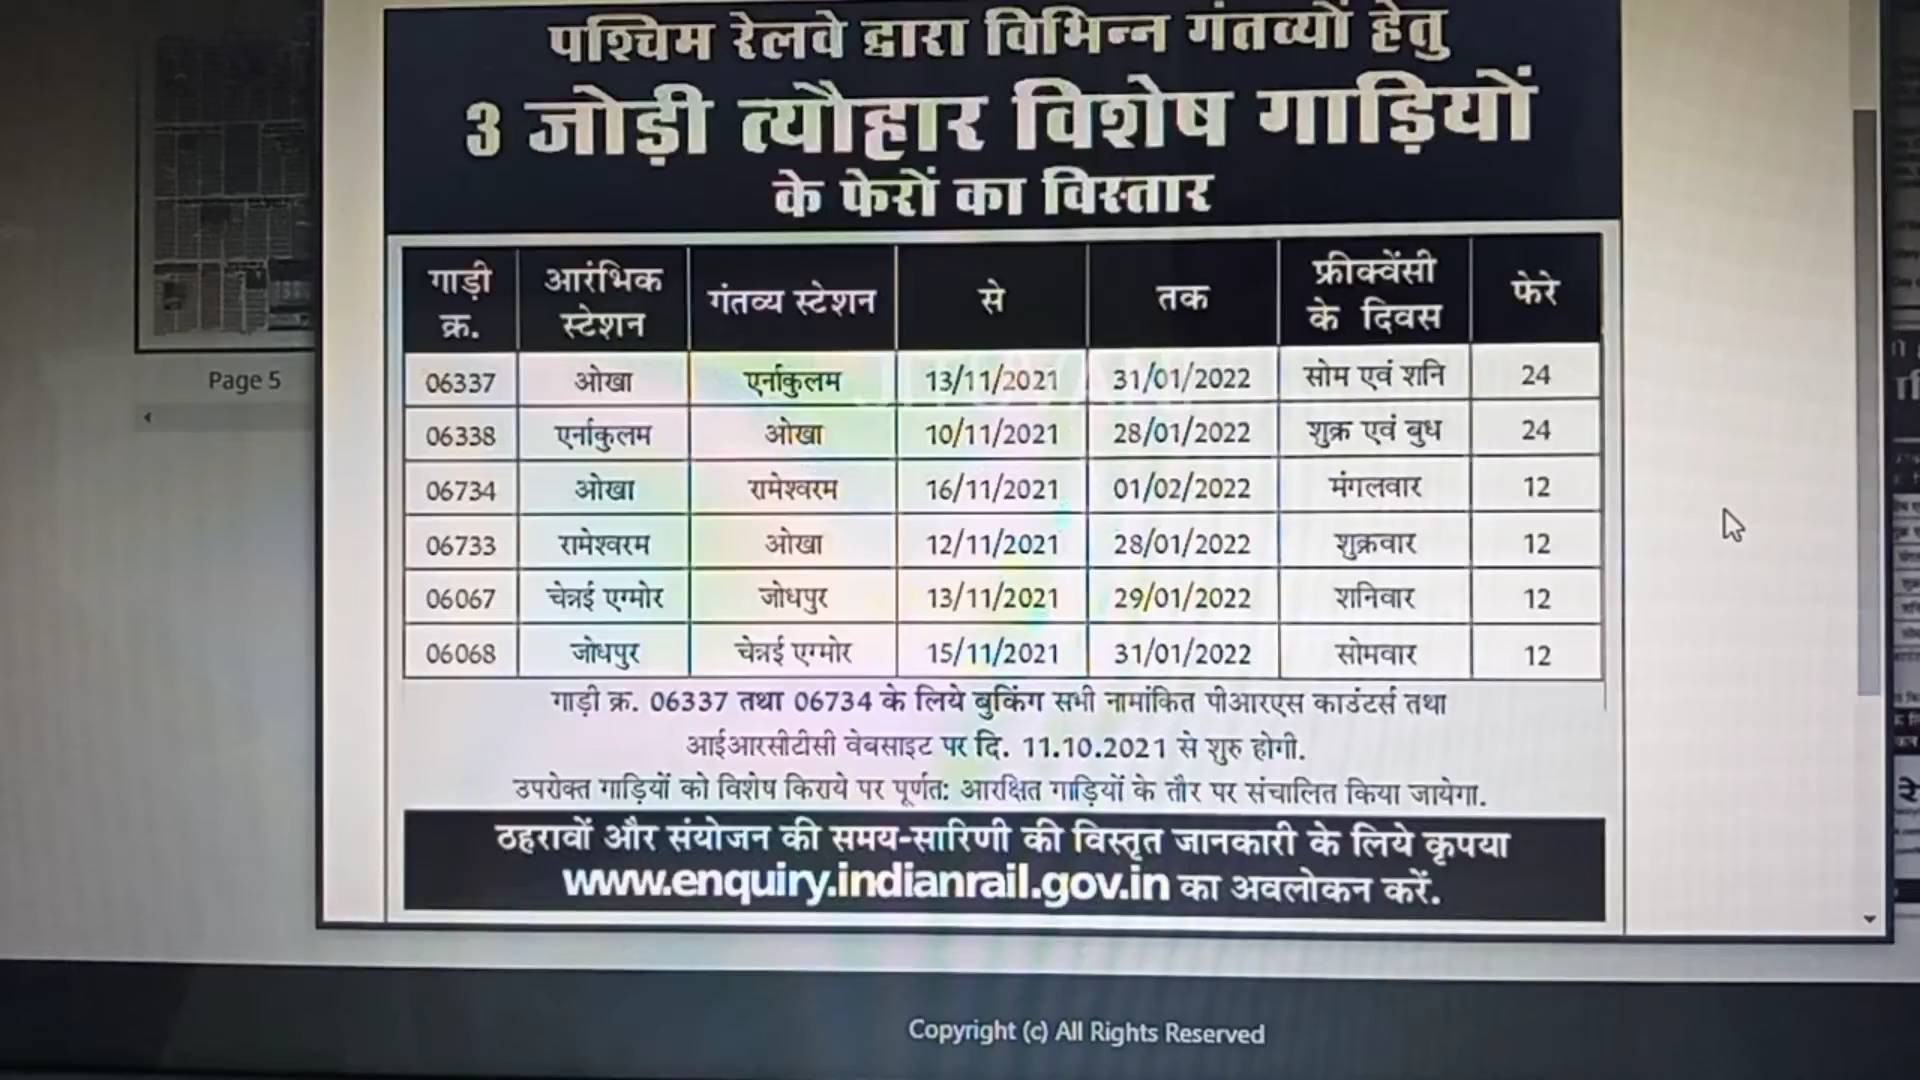 पश्चिम रेलवे द्वारा विभिन्न गंतव्यों हेतु
3 जोड़ी त्यौहार विशेष गाड़ियों
के फेरों का विस्तार
गाड़ी क्र. आरंभिक स्टेशन गंतव्य स्टेशन से तक फ्रीक्वेंसी के दिवस फेरे
06337 ओखा एर्नाकुलम 13/11/2021 31/01/2022 सोम एवं शनि 24
06338 एर्नाकुलम ओखा 10/11/2021 28/01/2022 शुक्र एवं बुध 24
06734 ओखा रामेश्वरम 16/11/2021 01/02/2022 मंगलवार 12
06733 रामेश्वरम ओखा 12/11/2021 28/01/2022 शुक्रवार 12
06067 चेन्नई एग्मोर जोधपुर 13/11/2021 29/01/2022 शनिवार 12
06068 जोधपुर चेन्नई एग्मोर 15/11/2021 31/01/2022 सोमवार 12
गाड़ी क्र. 06337 तथा 06734 के लिये बुकिंग सभी नामांकित पीआरएस काउंटर्स तथा
आईआरसीटीसी वेबसाइट पर दि. 11.10.2021 से शुरु होगी.
उपरोक्त गाड़ियों को विशेष किराये पर पूर्णत: आरक्षित गाड़ियों के तौर पर संचालित किया जायेगा.
ठहरावों और संयोजन की समय-सारिणी की विस्तृत जानकारी के लिये कृपया
www.enquiry.indianrail.gov.in का अवलोकन करें.
Page 5
Copyright (c) All Rights Reserved